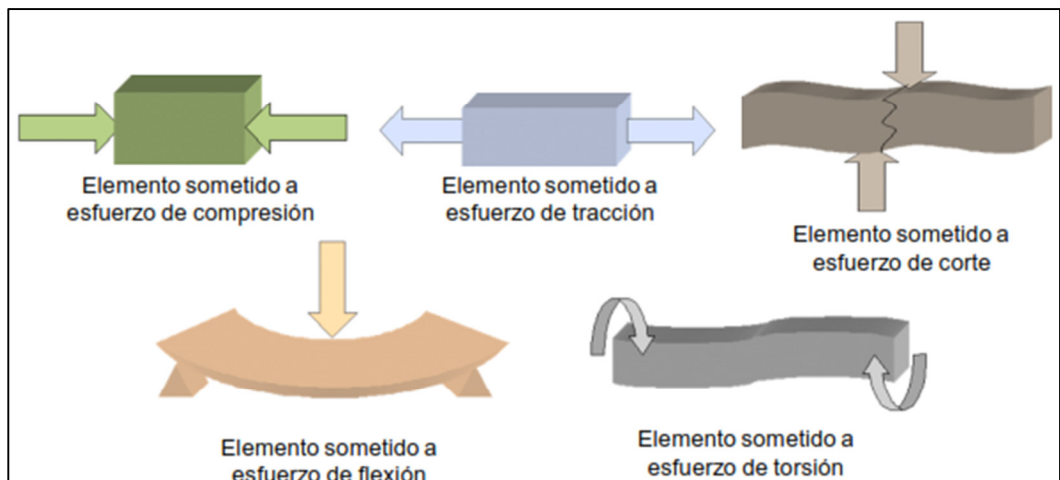 Elemento sometido a
esfuerzo de compresión
Elemento sometido a
esfuerzo de tracción
Elemento sometido a
esfuerzo de corte
Elemento sometido a
esfuerzo de flexión
Elemento sometido a
esfuerzo de torsión